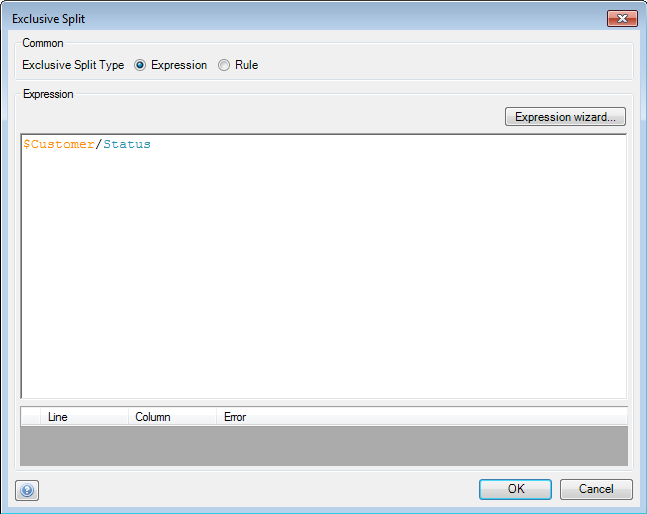 Exclusive Split
Common
Exclusive Split Type Expression Rule
Expression
Expression wizard...
$Customer/Status
Line Column Error
OK Cancel